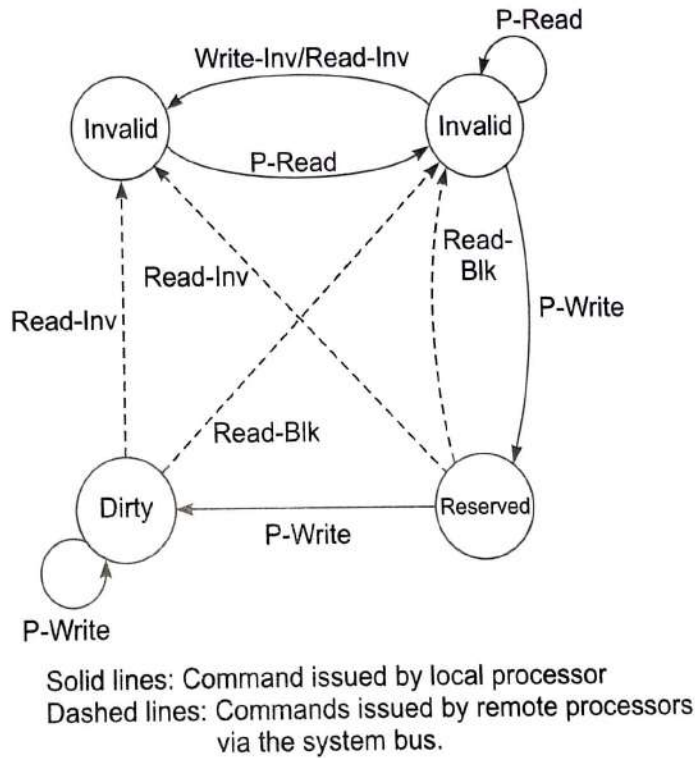 P-Read
Write-Inv/Read-Inv
Invalid
Invalid
P-Read
Read-
Blk
Read-Inv
Read-Inv
P-Write
Read-Blk
Dirty
Reserved
P-Write
P-Write
Solid lines: Command issued by local processor
Dashed lines: Commands issued by remote processors
via the system bus.